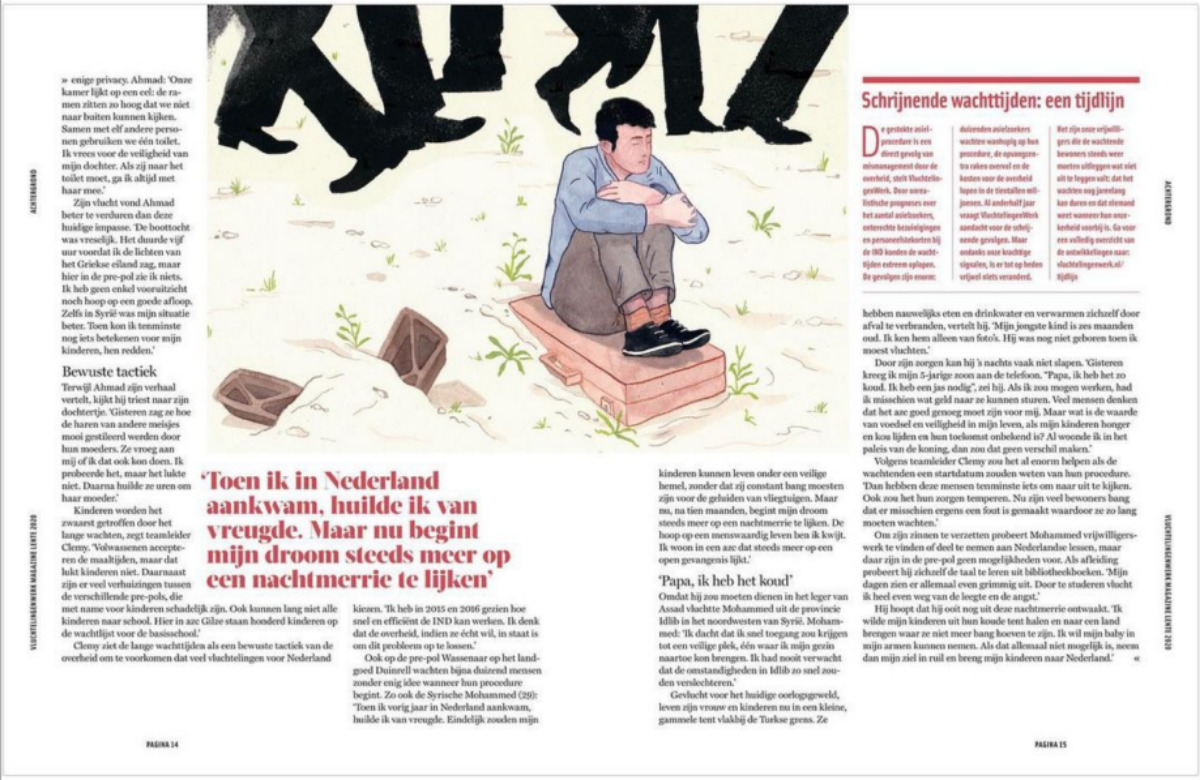 » enige privacy. Ahmad: 'Onze
kamer lijkt op een cel: de ra-
men zitten zo hoog dat we niet
naar buiten kunnen kijken.
Samen met elf andere perso-
nen gebruiken we één toilet.
Ik vrees voor de veiligheid van
mijn dochter. Als zij naar het
toilet moet, ga ik altijd met
haar mee.'
Zijn vlucht vond Ahmad
beter te verduren dan deze
huidige impasse. 'De boottocht
was vreselijk. Het duurde vijf
uur voordat ik de lichten van
het Griekse eiland zag, maar
hier in de pre-pol zie ik niets.
Ik heb geen enkel vooruitzicht
noch hoop op een goede afloop.
Zelfs in Syrië was mijn situatie
beter. Toen kon ik tenminste
nog iets betekenen voor mijn
kinderen, hen redden.'
Bewuste tactiek
Terwijl Ahmad zijn verhaal
vertelt, kijkt hij triest naar zijn
dochtertje. 'Gisteren zag ze hoe
de haren van andere meisjes
mooi gestileerd werden door
hun moeders. Ze vroeg aan
mij of ik dat ook kon doen. Ik
probeerde het, maar het lukte
niet. Daarna huilde ze uren om
haar moeder.'
Kinderen worden het
zwaarst getroffen door het
lange wachten, zegt teamleider
Clemy. 'Volwassenen accepte-
ren de maaltijden, maar dat
lukt kinderen niet. Daarnaast
zijn er veel verhuizingen tussen
de verschillende pre-pols, die
met name voor kinderen schadelijk zijn. Ook kunnen lang niet alle
kinderen naar school. Hier in azc Gilze staan honderd kinderen op
de wachtlijst voor de basisschool.'
Clemy ziet de lange wachttijden als een bewuste tactiek van de
overheid om te voorkomen dat veel vluchtelingen voor Nederland
'Toen ik in Nederland
aankwam, huilde ik van
vreugde. Maar nu begint
mijn droom steeds meer op
een nachtmerrie te lijken'
kiezen. 'Ik heb in 2015 en 2016 gezien hoe
snel en efficiënt de IND kan werken. Ik denk
dat de overheid, indien ze écht wil, in staat is
om dit probleem op te lossen.'
Ook op de pre-pol Wassenaar op het land-
goed Duinrell wachten bijna duizend mensen
zonder enig idee wanneer hun procedure
begint. Zo ook de Syrische Mohammed (29):
'Toen ik vorig jaar in Nederland aankwam,
huilde ik van vreugde. Eindelijk zouden mijn
kinderen kunnen leven onder een veilige
hemel, zonder dat zij constant bang moesten
zijn voor de geluiden van vliegtuigen. Maar
nu, na tien maanden, begint mijn droom
steeds meer op een nachtmerrie te lijken. De
hoop op een menswaardig leven ben ik kwijt.
Ik woon in een azc dat steeds meer op een
open gevangenis lijkt.'
'Papa, ik heb het koud'
Omdat hij zou moeten dienen in het leger van
Assad vluchtte Mohammed uit de provincie
Idlib in het noordwesten van Syrië. Moham-
med: 'Ik dacht dat ik snel toegang zou krijgen
tot een veilige plek, één waar ik mijn gezin
naartoe kon brengen. Ik had nooit verwacht
dat de omstandigheden in Idlib zo snel zou-
den verslechteren.'
Gevlucht voor het huidige oorlogsgeweld,
leven zijn vrouw en kinderen nu in een kleine,
gammele tent vlakbij de Turkse grens. Ze
Schrijnende wachttijden: een tijdlijn
De gestokte asiel-
procedure is een
direct gevolg van
mismanagement door de
overheid, stelt Vluchtelin-
genWerk. Door onrea-
listische prognoses over
het aantal asielzoekers,
onterechte bezuinigingen
en personeelstekorten bij
de IND konden de wacht-
tijden extreem oplopen.
De gevolgen zijn enorm:
duizenden asielzoekers
wachten wanhopig op hun
procedure, de opvangcen-
tra raken overvol en de
kosten voor de overheid
lopen in de tientallen mil-
joenen. Al anderhalf jaar
vraagt VluchtelingenWerk
aandacht voor de schrij-
nende gevolgen. Maar
ondanks onze krachtige
signalen, is er tot op heden
vrijwel niets veranderd.
Het zijn onze vrijwilli-
gers die de wachtende
bewoners steeds weer
moeten uitleggen wat niet
uit te leggen valt: dat het
wachten nog jarenlang
kan duren en dat niemand
weet wanneer hun onze-
kerheid voorbij is. Ga voor
een volledig overzicht van
de ontwikkelingen naar:
vluchtelingenwerk.nl/
tijdlijn
hebben nauwelijks eten en drinkwater en verwarmen zichzelf door
afval te verbranden, vertelt hij. 'Mijn jongste kind is zes maanden
oud. Ik ken hem alleen van foto's. Hij was nog niet geboren toen ik
moest vluchten.'
Door zijn zorgen kan hij 's nachts vaak niet slapen. 'Gisteren
kreeg ik mijn 5-jarige zoon aan de telefoon. "Papa, ik heb het zo
koud. Ik heb een jas nodig", zei hij. Als ik zou mogen werken, had
ik misschien wat geld naar ze kunnen sturen. Veel mensen denken
dat het azc goed genoeg moet zijn voor mij. Maar wat is de waarde
van voedsel en veiligheid in mijn leven, als mijn kinderen honger
en kou lijden en hun toekomst onbekend is? Al woonde ik in het
paleis van de koning, dan zou dat geen verschil maken.'
Volgens teamleider Clemy zou het al enorm helpen als de
wachtenden een startdatum zouden weten van hun procedure.
'Dan hebben deze mensen tenminste iets om naar uit te kijken.
Ook zou het hun zorgen temperen. Nu zijn veel bewoners bang
dat er misschien ergens een fout is gemaakt waardoor ze zo lang
moeten wachten.'
Om zijn zinnen te verzetten probeert Mohammed vrijwilligers-
werk te vinden of deel te nemen aan Nederlandse lessen, maar
daar zijn in de pre-pol geen mogelijkheden voor. Als afleiding
probeert hij zichzelf de taal te leren uit bibliotheekboeken. 'Mijn
dagen zien er allemaal even grimmig uit. Door te studeren vlucht
ik heel even weg van de leegte en de angst.'
Hij hoopt dat hij ooit nog uit deze nachtmerrie ontwaakt. 'Ik
wilde mijn kinderen uit hun koude tent halen en naar een land
brengen waar ze niet meer bang hoeven te zijn. Ik wil mijn baby in
mijn armen kunnen nemen. Als dat allemaal niet mogelijk is, neem
dan mijn ziel in ruil en breng mijn kinderen naar Nederland.' «
ACHTERGROND
VLUCHTELINGENWERK MAGAZINE LENTE 2020
ACHTERGROND
VLUCHTELINGENWERK MAGAZINE LENTE 2020
PAGINA 14
PAGINA 15